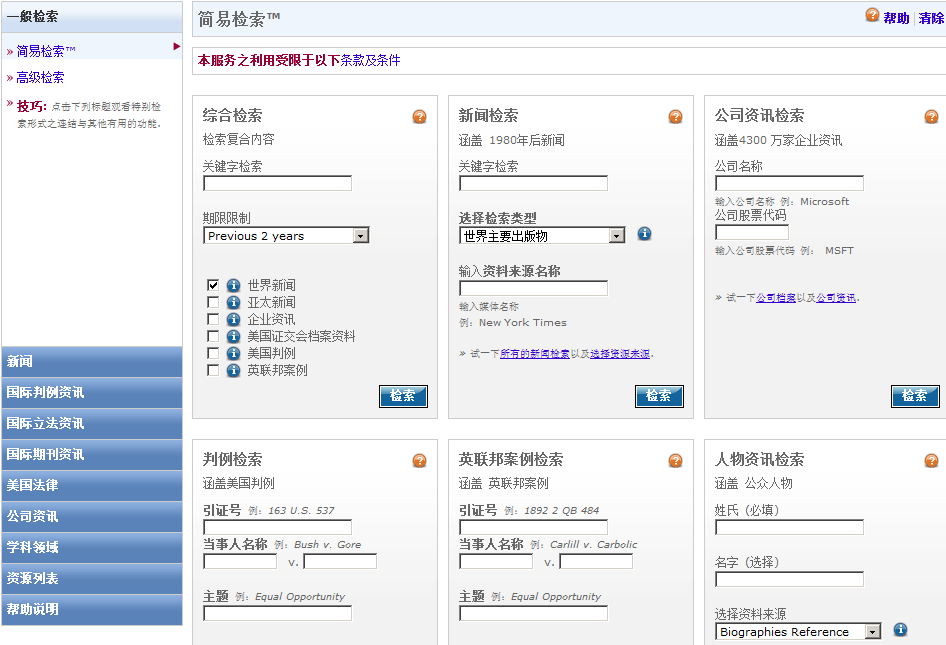 一般检索
» 简易检索™
» 高级检索
» 技巧: 点击下列标题观看特别检
索形式之连结与其他有用的功能.
新闻
国际判例资讯
国际立法资讯
国际期刊资讯
美国法律
公司资讯
学科领域
资源列表
帮助说明
简易检索™
帮助 | 清除
本服务之利用受限于以下条款及条件
综合检索
检索复合内容
关键字检索
期限限制
Previous 2 years
世界新闻
亚太新闻
企业资讯
美国证交会档案资料
美国判例
英联邦案例
检索
新闻检索
涵盖 1980年后新闻
关键字检索
选择检索类型
世界主要出版物
输入资料来源名称
输入媒体名称
例: New York Times
» 试一下所有的新闻检索以及选择资源来源.
检索
公司资讯检索
涵盖4300 万家企业资讯
公司名称
输入公司名称 例: Microsoft
公司股票代码
输入公司股票代码 例: MSFT
» 试一下公司档案以及公司资讯.
检索
判例检索
涵盖美国判例
引证号 例: 163 U.S. 537
当事人名称 例: Bush v. Gore
v.
主题 例: Equal Opportunity
英联邦案例检索
涵盖 英联邦案例
引证号 例: 1892 2 QB 484
当事人名称 例: Carlill v. Carbolic
v.
主题 例: Equal Opportunity
人物资讯检索
涵盖 公众人物
姓氏（必填）
名字（选择）
选择资料来源
Biographies Reference